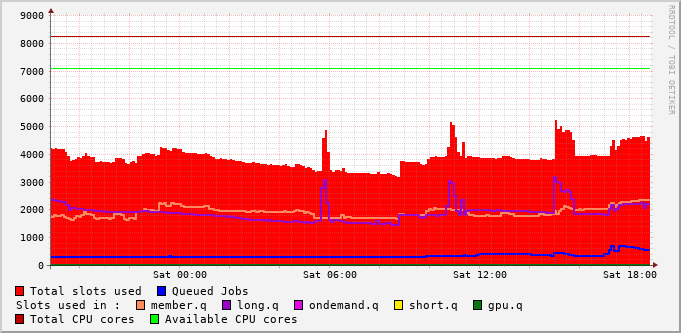 9000
8000
7000
6000
5000
4000
3000
2000
1000
0
Sat 00:00 Sat 06:00 Sat 12:00 Sat 18:00
RRDTOOL / TOBI OETIKER
Total slots used Queued Jobs
Slots used in : member.q long.q ondemand.q short.q gpu.q
Total CPU cores Available CPU cores